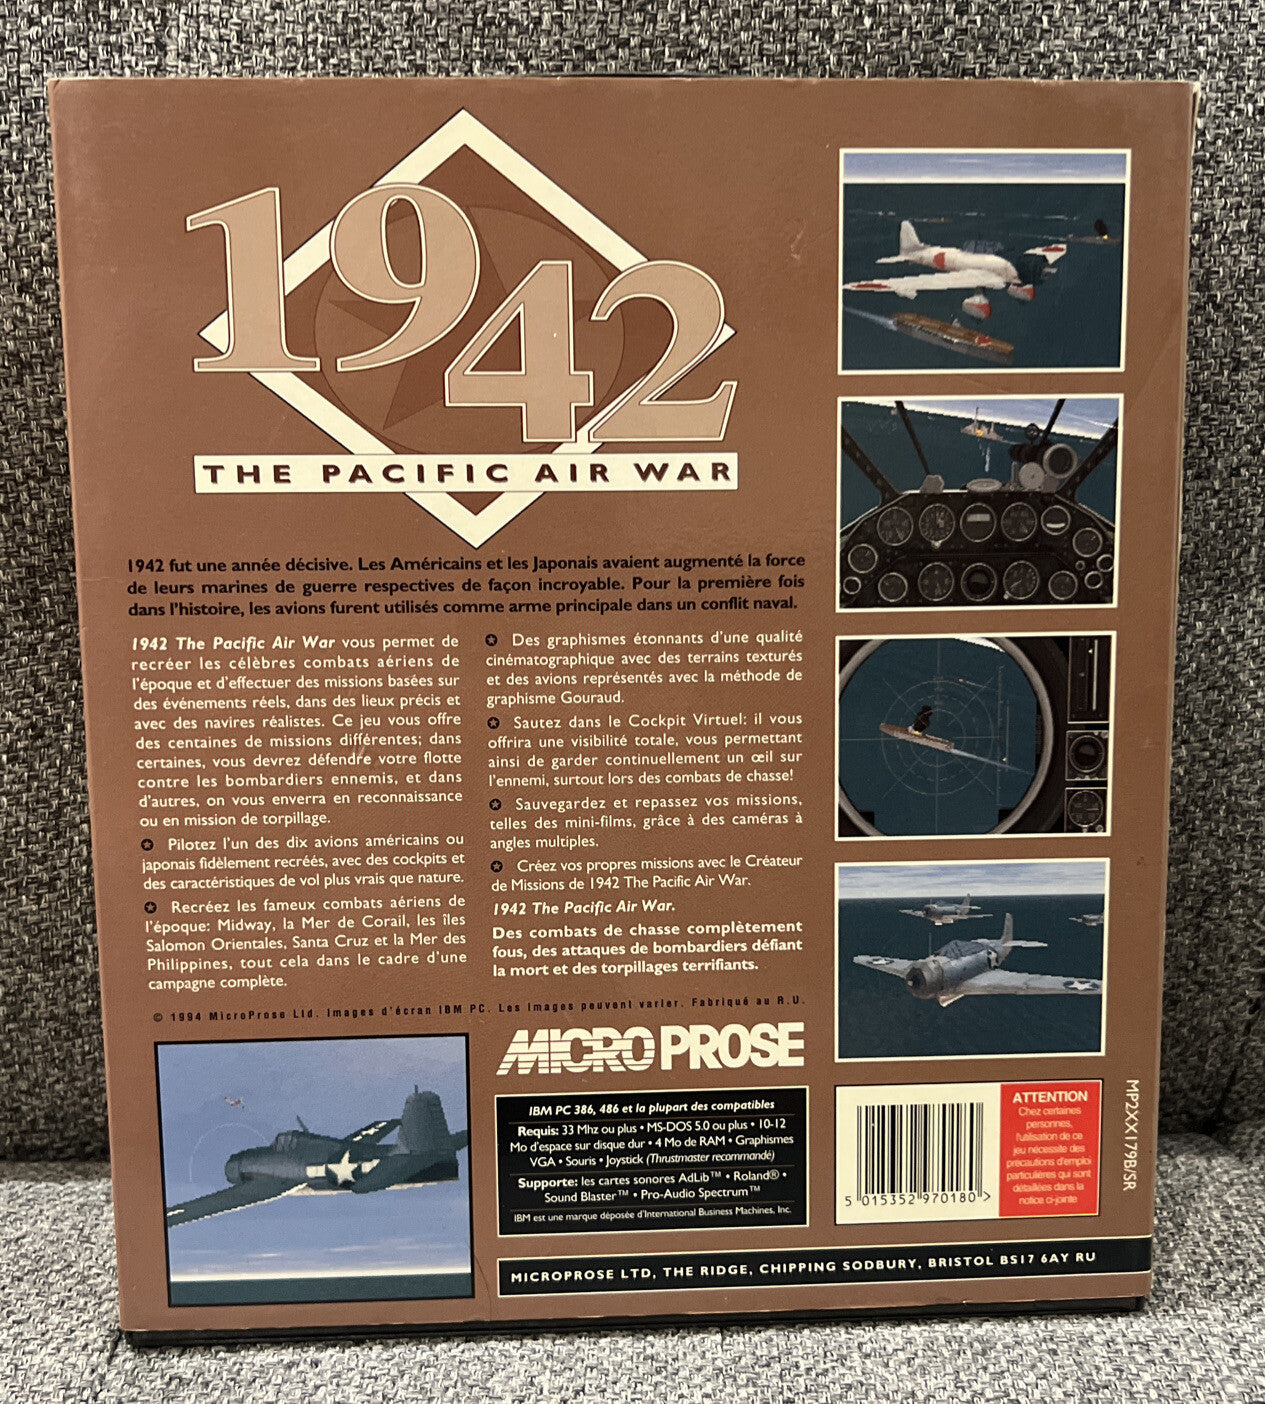 1942
THE PACIFIC AIR WAR
1942 fut une année décisive. Les Américains et les Japonais avaient augmenté la force
de leurs marines de guerre respectives de façon incroyable. Pour la première fois
dans l'histoire, les avions furent utilisés comme arme principale dans un conflit naval.
1942 The Pacific Air War vous permet de
recréer les célèbres combats aériens de
l'époque et d'effectuer des missions basées sur
des événements réels, dans des lieux précis et
avec des navires réalistes. Ce jeu vous offre
des centaines de missions différentes; dans
certaines, vous devrez défendre votre flotte
contre les bombardiers ennemis, et dans
d'autres, on vous enverra en reconnaissance
ou en mission de torpillage.
Pilotez l'un des dix avions américains ou
japonais fidèlement recréés, avec des cockpits et
des caractéristiques de vol plus vrais que nature.
Recréez les fameux combats aériens de
l'époque: Midway, la Mer de Corail, les îles
Salomon Orientales, Santa Cruz et la Mer des
Philippines, tout cela dans le cadre d'une
campagne complète.
Des graphismes étonnants d'une qualité
cinématographique avec des terrains texturés
et des avions représentés avec la méthode de
graphisme Gouraud.
Sautez dans le Cockpit Virtuel: il vous
offrira une visibilité totale, vous permettant
ainsi de garder continuellement un œil sur
l'ennemi, surtout lors des combats de chasse!
Sauvegardez et repassez vos missions,
telles des mini-films, grâce à des caméras à
angles multiples.
Créez vos propres missions avec le Créateur
de Missions de 1942 The Pacific Air War.
1942 The Pacific Air War.
Des combats de chasse complètement
fous, des attaques de bombardiers défiant
la mort et des torpillages terrifiants.
© 1994 MicroProse Ltd. Images d'écran IBM PC. Les images peuvent varier. Fabriqué au R.U.
MICROPROSE
IBM PC 386, 486 et la plupart des compatibles
Requis: 33 Mhz ou plus • MS-DOS 5.0 ou plus • 10-12
Mo d'espace sur disque dur • 4 Mo de RAM • Graphismes
VGA • Souris • Joystick (Thrustmaster recommandé)
Supporte: les cartes sonores AdLib™ • Roland® •
Sound Blaster™ • Pro-Audio Spectrum™
IBM est une marque déposée d'International Business Machines, Inc.
5 015352 970180 >
ATTENTION
Chez certaines
personnes,
l'utilisation de ce
jeu nécessite des
précautions d'emploi
particulières qui sont
détaillées dans la
notice ci-jointe
MP2XX179B/SR
MICROPROSE LTD, THE RIDGE, CHIPPING SODBURY, BRISTOL BS17 6AY RU